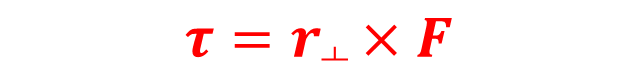 τ = r⊥ × F